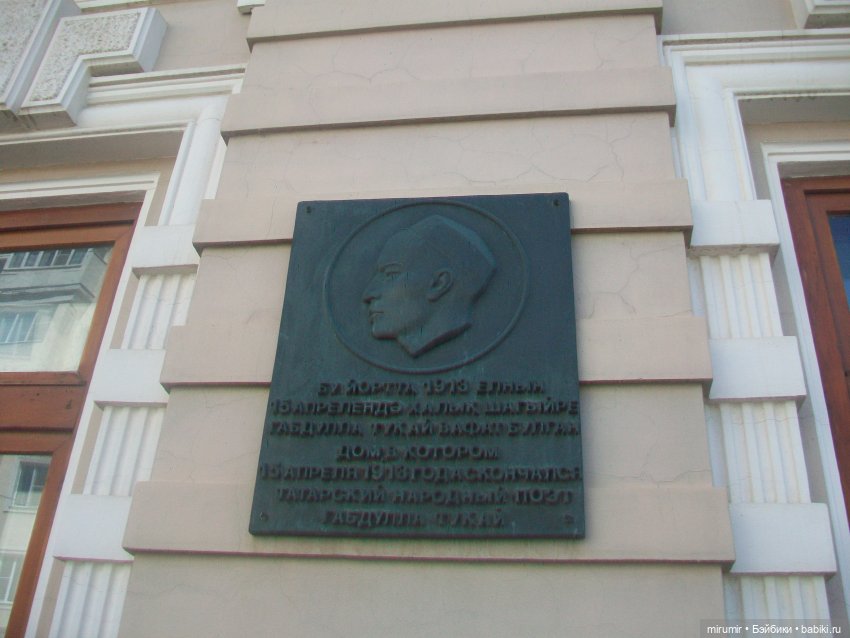 БУ ЙОРТТА 1913 ЕЛНЫҢ
15 АПРЕЛЕНДӘ ХАЛЫК ШАГЫЙРЕ
ГАБДУЛЛА ТУКАЙ ВАФАТ БУЛГАН
ДОМ, В КОТОРОМ
15 АПРЕЛЯ 1913 ГОДА СКОНЧАЛСЯ
ТАТАРСКИЙ НАРОДНЫЙ ПОЭТ
ГАБДУЛЛА ТУКАЙ
mirumir • Бэйбики • babiki.ru